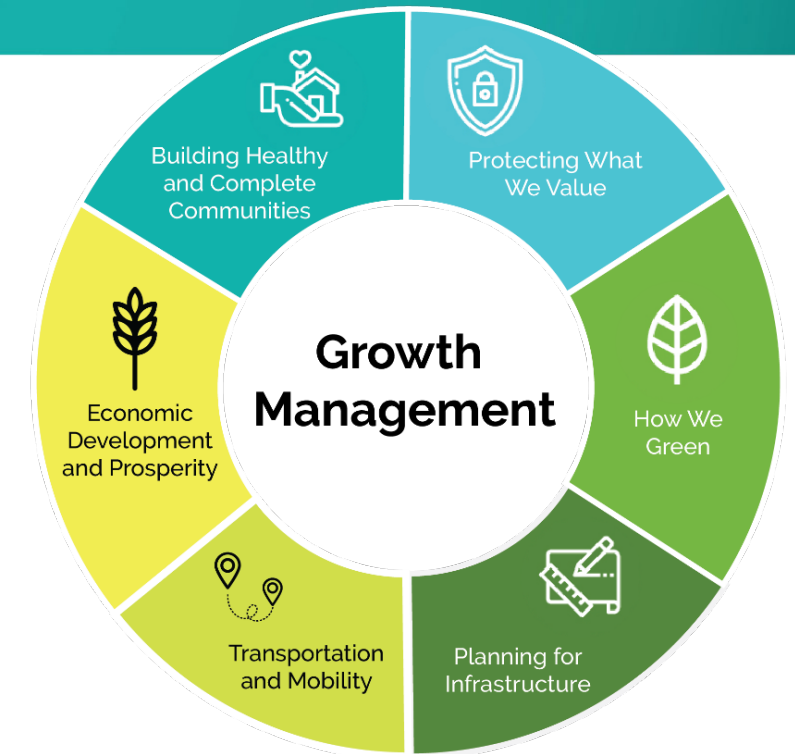 Building Healthy
and Complete
Communities
Protecting What
We Value
Growth
Management
How We
Green
Economic
Development
and Prosperity
Transportation
and Mobility
Planning for
Infrastructure